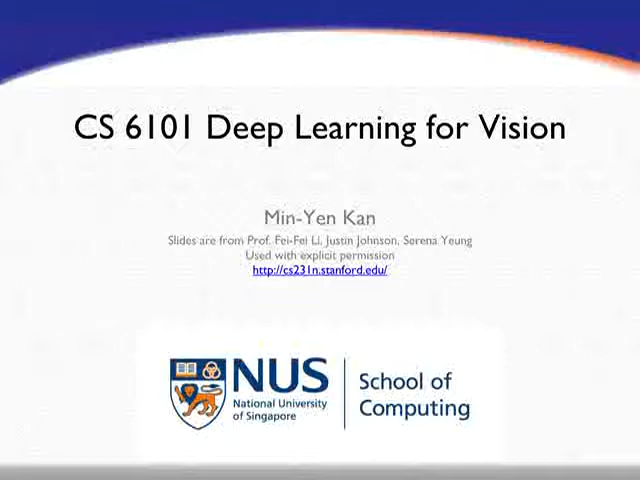 CS 6101 Deep Learning for Vision
Min-Yen Kan
Slides are from Prof. Fei-Fei Li, Justin Johnson, Serena Yeung
Used with explicit permission
http://cs231n.stanford.edu/
NUS
National University
of Singapore
School of
Computing